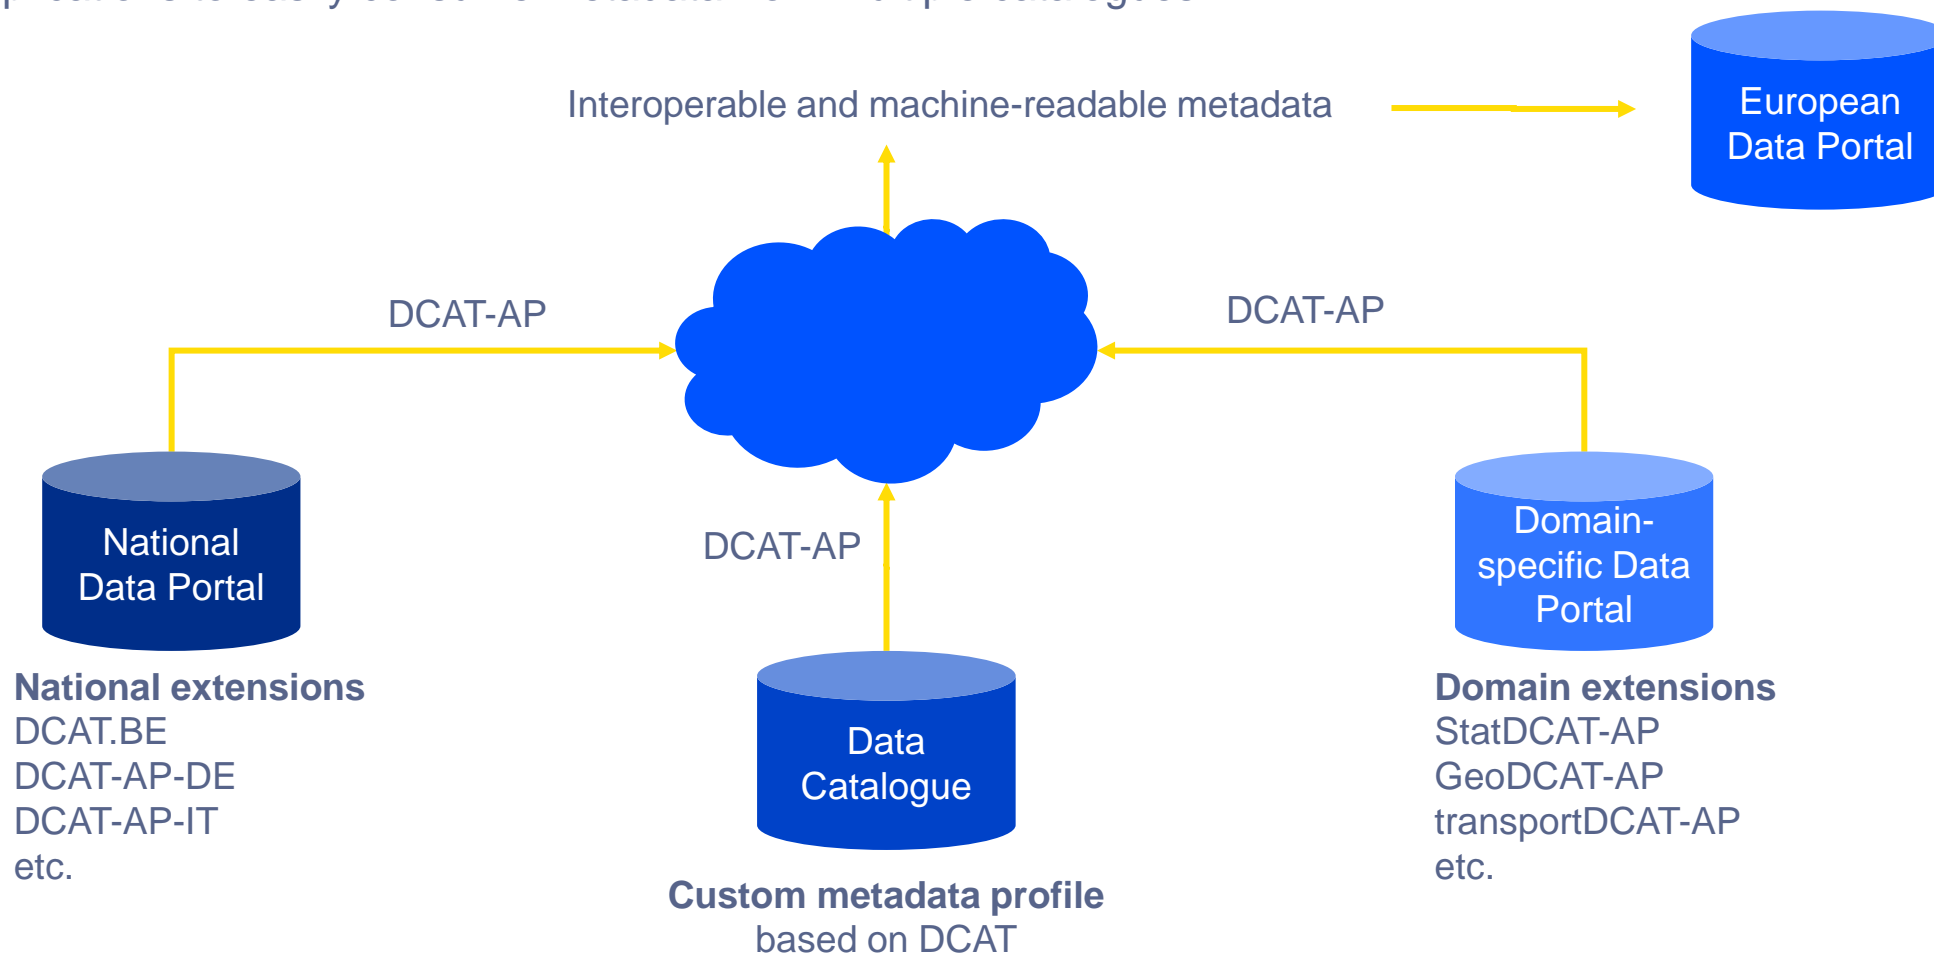 Interoperable and machine-readable metadata
European
Data Portal
DCAT-AP
DCAT-AP
DCAT-AP
National
Data Portal
Domain-
specific Data
Portal
Data
Catalogue
National extensions
DCAT.BE
DCAT-AP-DE
DCAT-AP-IT
etc.
Domain extensions
StatDCAT-AP
GeoDCAT-AP
transportDCAT-AP
etc.
Custom metadata profile
based on DCAT